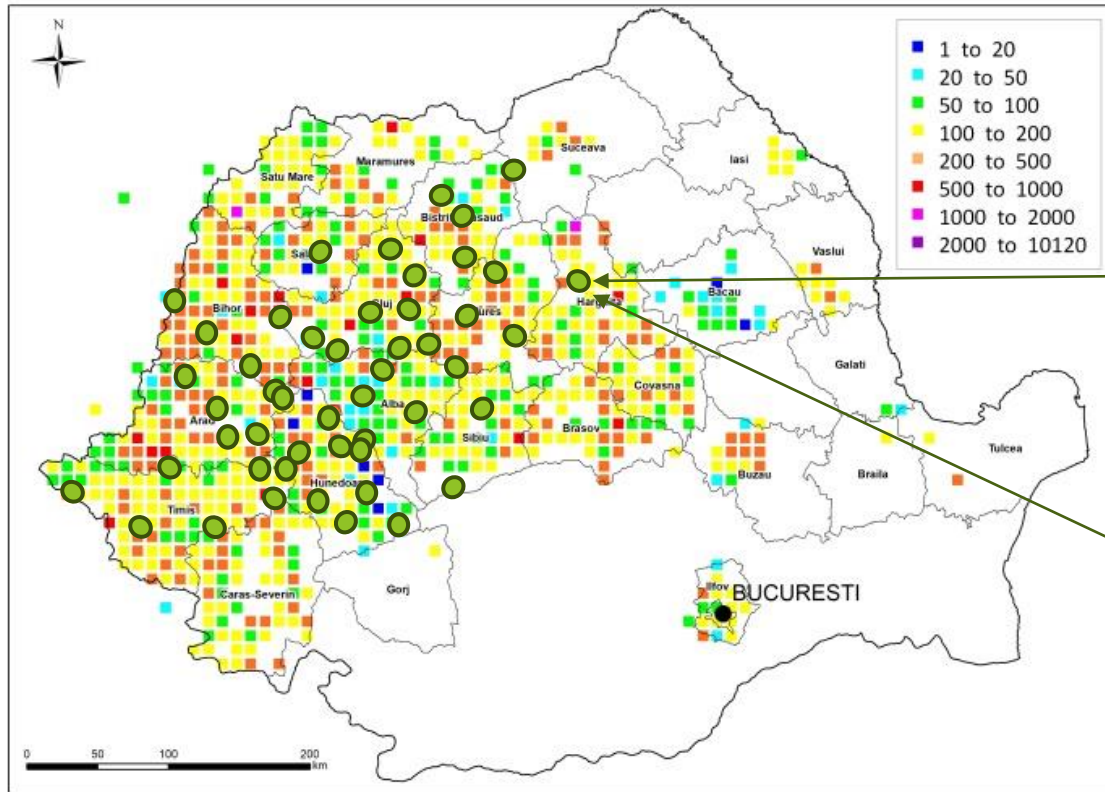 N
1 to 20
20 to 50
50 to 100
100 to 200
200 to 500
500 to 1000
1000 to 2000
2000 to 10120
Suceava
Iasi
Maramures
Satu Mare
Vaslui
Bacau
Bihor
Galati
Covasna
Alba
Arad
Sibiu
Brasov
Tulcea
Buzau
Braila
Timis
Ilfov
BUCURESTI
Caras-Severin
Gorj
0 50 100 200
km